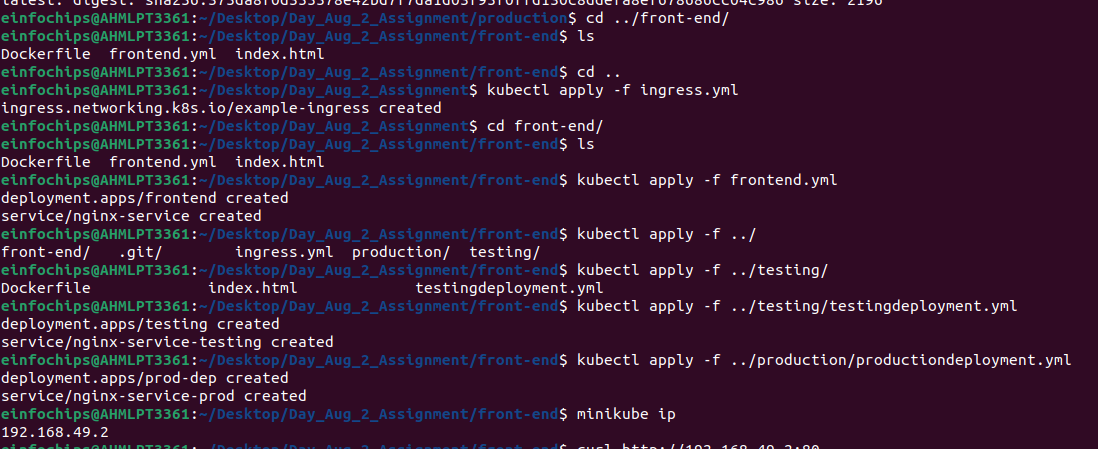 einfochips@AHMLPT3361:~/Desktop/Day_Aug_2_Assignment/production$ cd ../front-end/
einfochips@AHMLPT3361:~/Desktop/Day_Aug_2_Assignment/front-end$ ls
Dockerfile  frontend.yml  index.html
einfochips@AHMLPT3361:~/Desktop/Day_Aug_2_Assignment/front-end$ cd ..
einfochips@AHMLPT3361:~/Desktop/Day_Aug_2_Assignment$ kubectl apply -f ingress.yml
ingress.networking.k8s.io/example-ingress created
einfochips@AHMLPT3361:~/Desktop/Day_Aug_2_Assignment$ cd front-end/
einfochips@AHMLPT3361:~/Desktop/Day_Aug_2_Assignment/front-end$ ls
Dockerfile  frontend.yml  index.html
einfochips@AHMLPT3361:~/Desktop/Day_Aug_2_Assignment/front-end$ kubectl apply -f frontend.yml
deployment.apps/frontend created
service/nginx-service created
einfochips@AHMLPT3361:~/Desktop/Day_Aug_2_Assignment/front-end$ kubectl apply -f ../
front-end/   .git/        ingress.yml  production/  testing/
einfochips@AHMLPT3361:~/Desktop/Day_Aug_2_Assignment/front-end$ kubectl apply -f ../testing/
Dockerfile             index.html             testingdeployment.yml
einfochips@AHMLPT3361:~/Desktop/Day_Aug_2_Assignment/front-end$ kubectl apply -f ../testing/testingdeployment.yml
deployment.apps/testing created
service/nginx-service-testing created
einfochips@AHMLPT3361:~/Desktop/Day_Aug_2_Assignment/front-end$ kubectl apply -f ../production/productiondeployment.yml
deployment.apps/prod-dep created
service/nginx-service-prod created
einfochips@AHMLPT3361:~/Desktop/Day_Aug_2_Assignment/front-end$ minikube ip
192.168.49.2
einfochips@AHMLPT3361:~/Desktop/Day_Aug_2_Assignment/front-end$ curl http://192.168.49.2:80